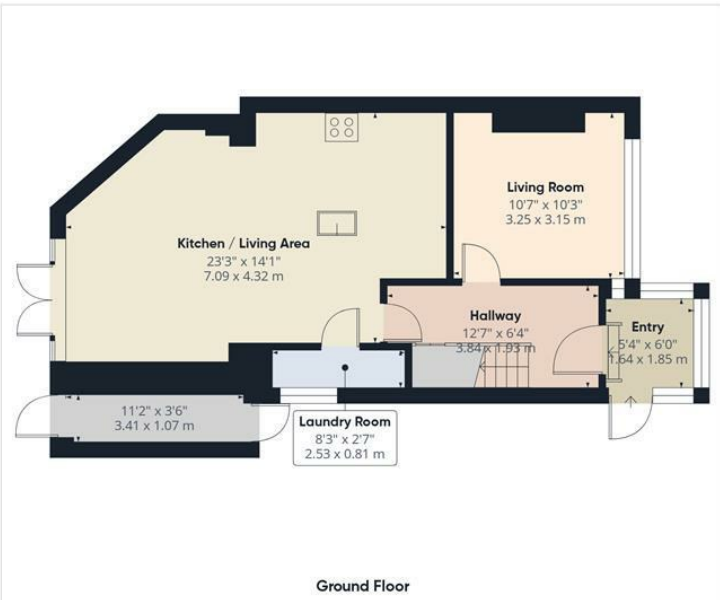 Living Room
10'7" x 10'3"
3.25 x 3.15 m
Kitchen / Living Area
23'3" x 14'1"
7.09 x 4.32 m
Hallway
12'7" x 6'4"
3.84 x 1.93 m
Entry
5'4" x 6'0"
1.64 x 1.85 m
11'2" x 3'6"
3.41 x 1.07 m
Laundry Room
8'3" x 2'7"
2.53 x 0.81 m
Ground Floor